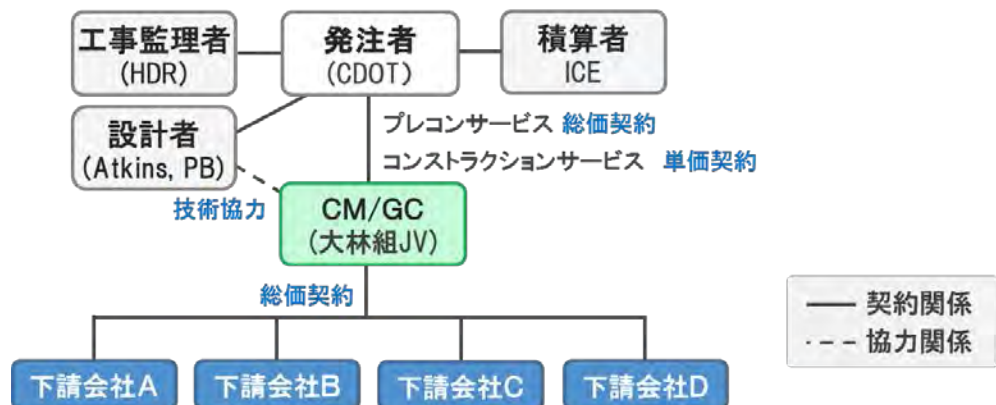 工事監理者
(HDR)
発注者
(CDOT)
積算者
ICE
設計者
(Atkins, PB)
プレコンサービス 総価契約
コンストラクションサービス 単価契約
技術協力
CM/GC
(大林組JV)
総価契約
契約関係
協力関係
下請会社A
下請会社B
下請会社C
下請会社D